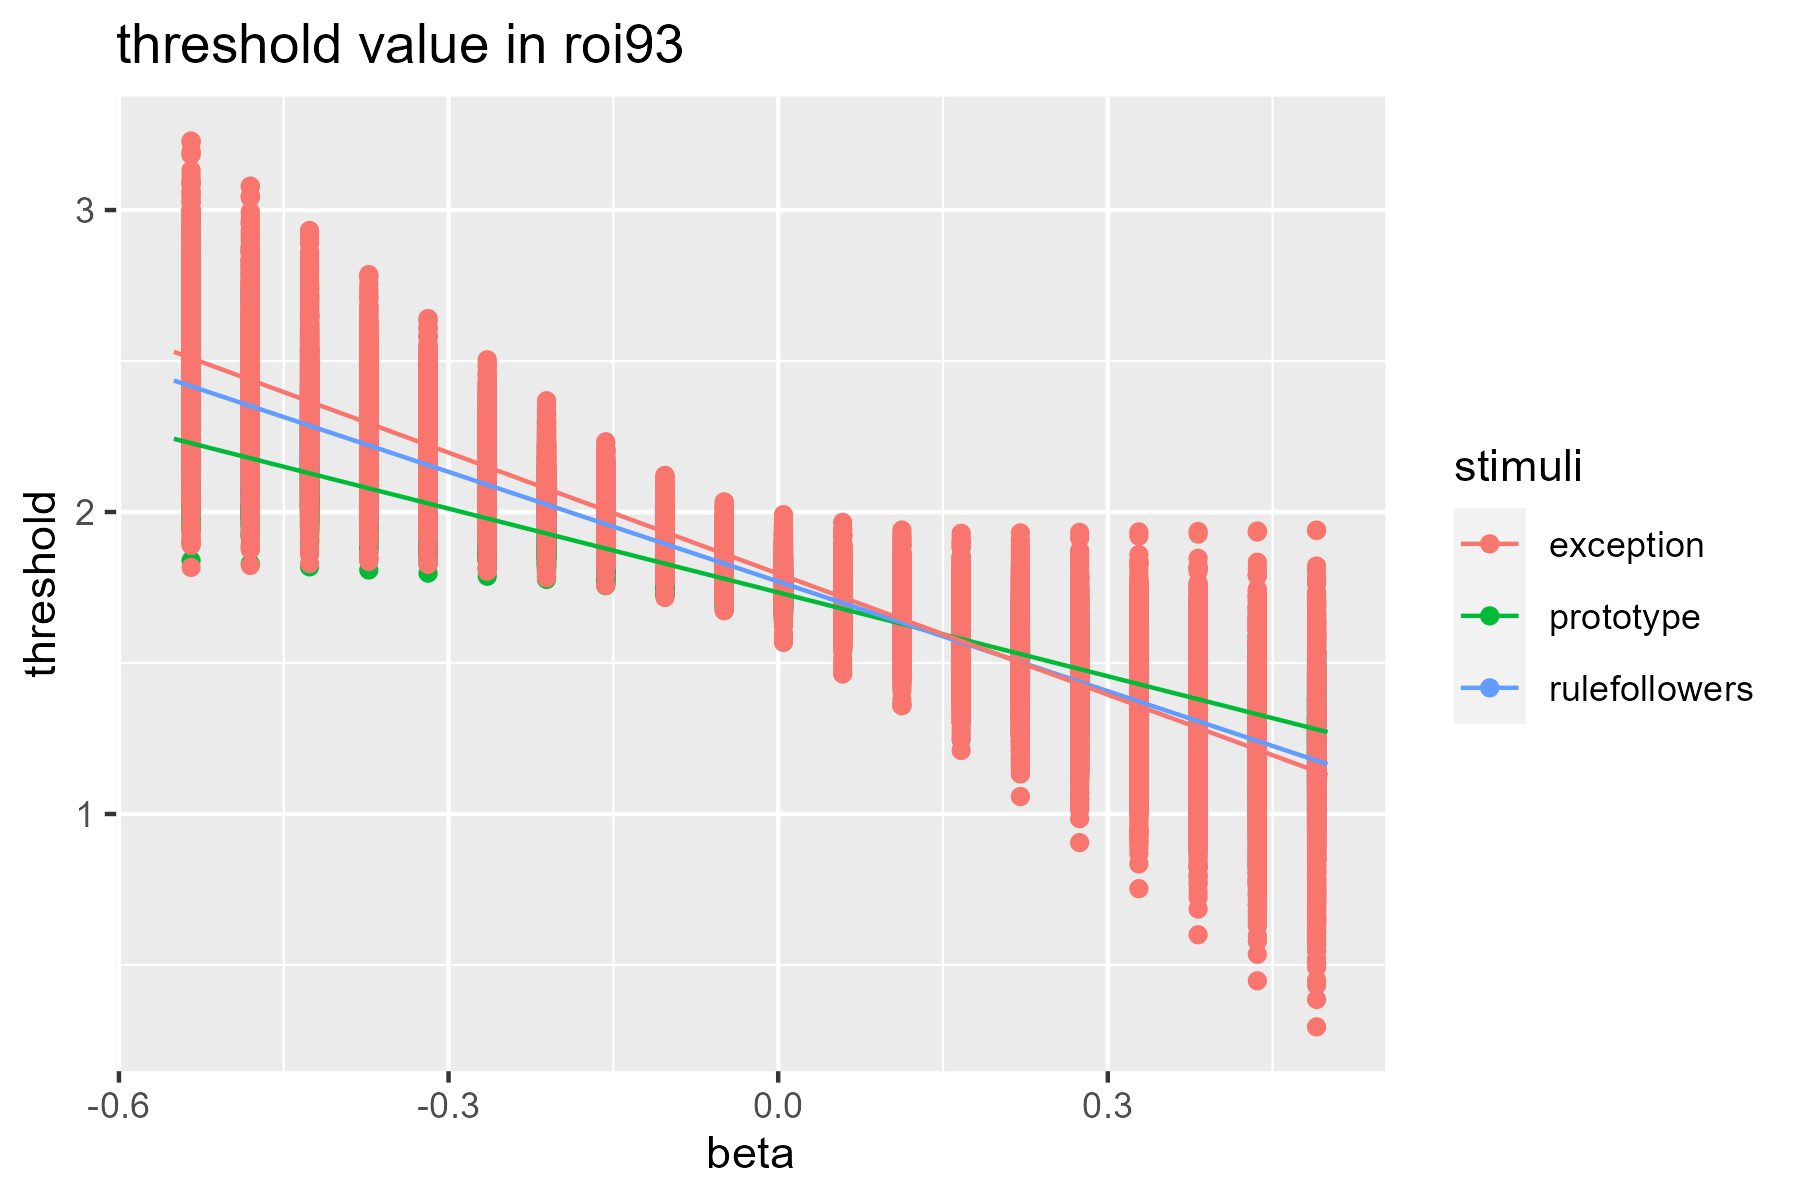 threshold value in roi93
threshold
3
2
1
-0.6
-0.3
0.0
0.3
beta
stimuli
exception
prototype
rulefollowers